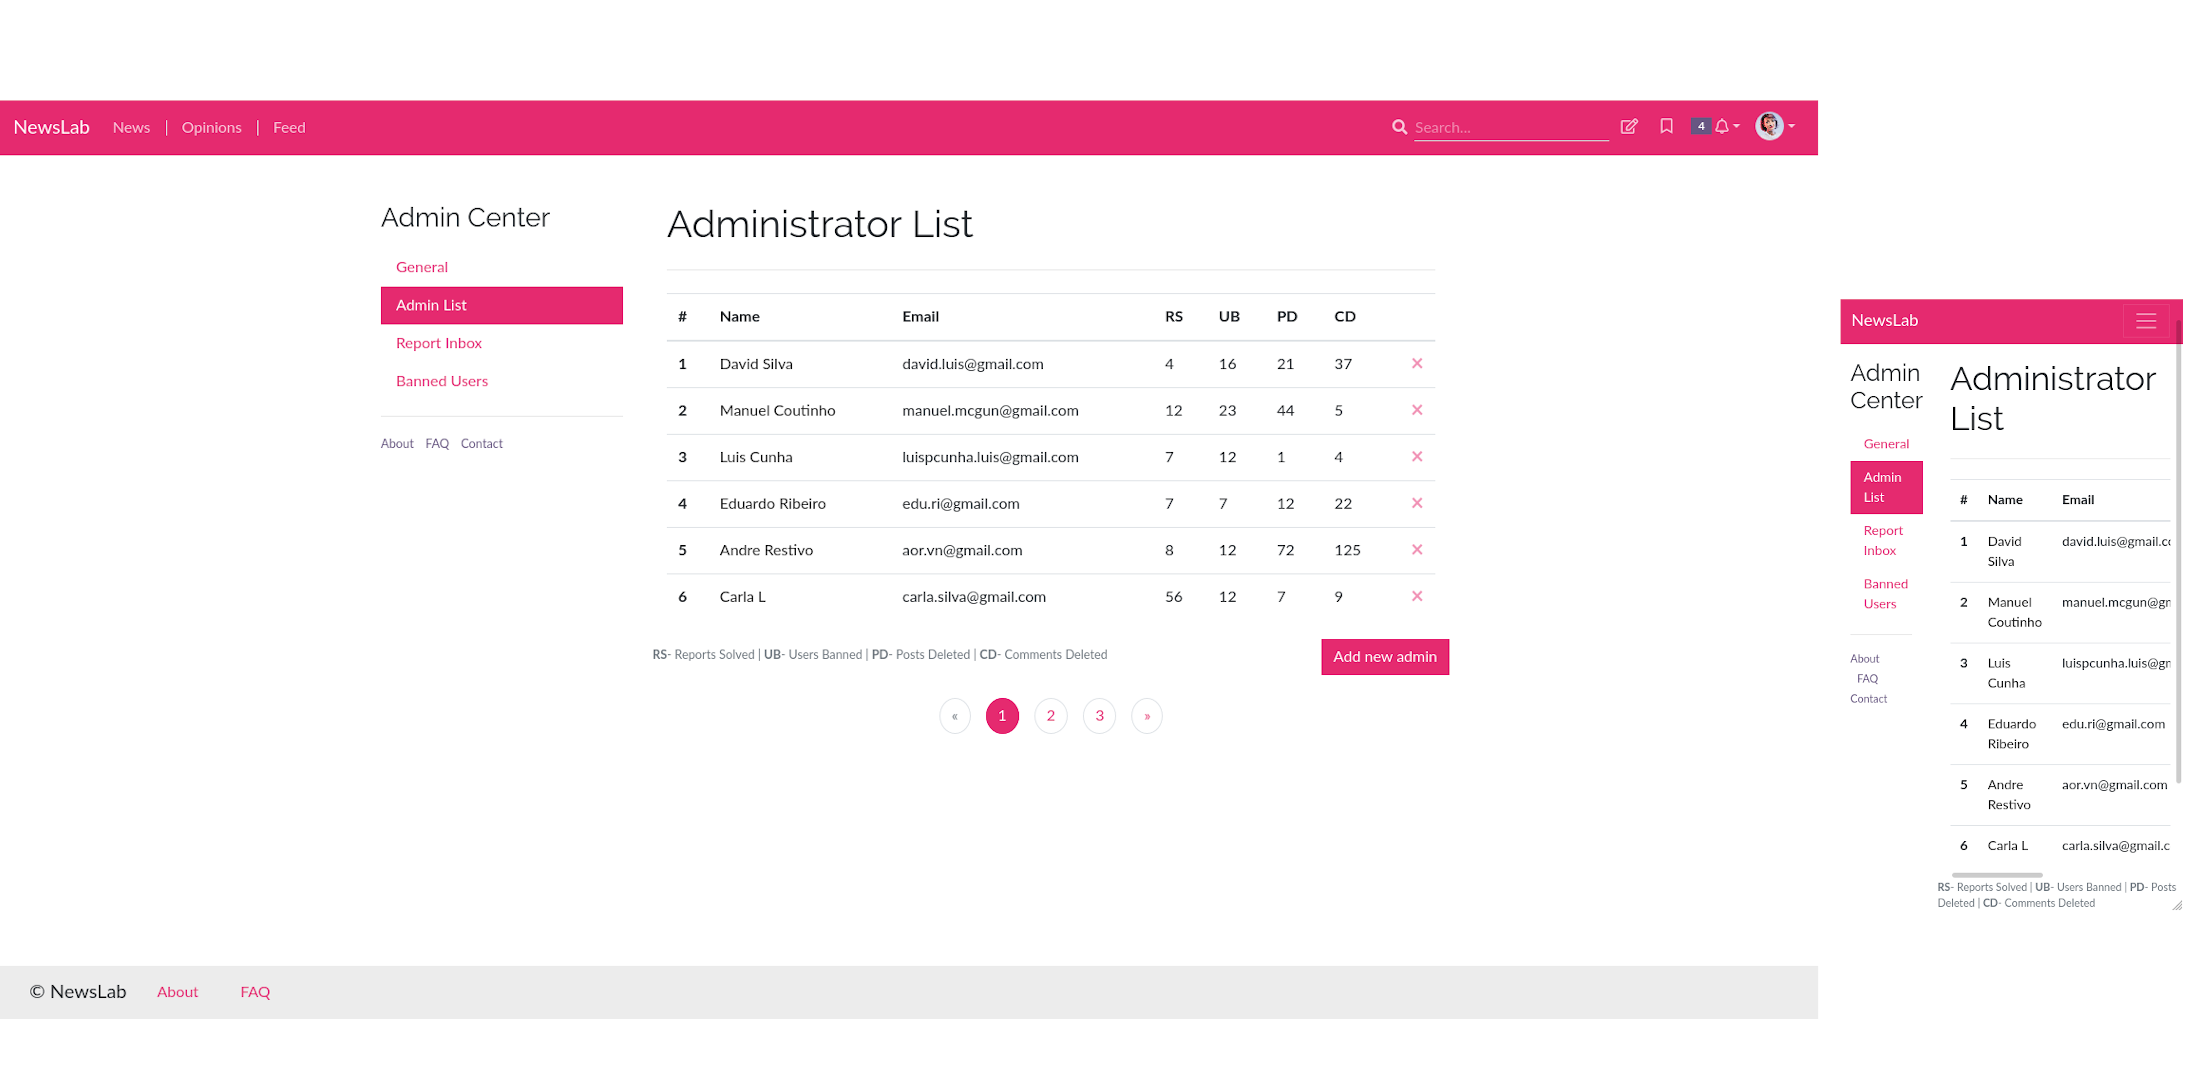 NewsLab News | Opinions | Feed Search... 4
Admin Center
General
Admin List
Report Inbox
Banned Users
About FAQ Contact
Administrator List
# Name Email RS UB PD CD
1 David Silva david.luis@gmail.com 4 16 21 37 ×
2 Manuel Coutinho manuel.mcgun@gmail.com 12 23 44 5 ×
3 Luis Cunha luispcunha.luis@gmail.com 7 12 1 4 ×
4 Eduardo Ribeiro edu.ri@gmail.com 7 7 12 22 ×
5 Andre Restivo aor.vn@gmail.com 8 12 72 125 ×
6 Carla L carla.silva@gmail.com 56 12 7 9 ×
RS- Reports Solved | UB- Users Banned | PD- Posts Deleted | CD- Comments Deleted
Add new admin
« 1 2 3 »
© NewsLab About FAQ
NewsLab
Admin
Center
General
Admin
List
Report
Inbox
Banned
Users
About
FAQ
Contact
Administrator
List
# Name Email
1 David david.luis@gmail.co
Silva
2 Manuel manuel.mcgun@gm
Coutinho
3 Luis luispcunha.luis@gm
Cunha
4 Eduardo edu.ri@gmail.com
Ribeiro
5 Andre aor.vn@gmail.com
Restivo
6 Carla L carla.silva@gmail.c
RS- Reports Solved | UB- Users Banned | PD- Posts
Deleted | CD- Comments Deleted